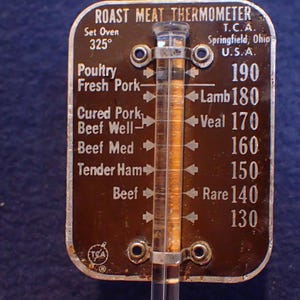 ROAST MEAT THERMOMETER
Set Oven
325°
T.C.A.
Springfield, Ohio
U.S.A.
Poultry 190
Fresh Pork
Lamb 180
Cured Pork
Veal 170
Beef Well
Beef Med 160
Tender Ham 150
Beef Rare 140
130
TCA